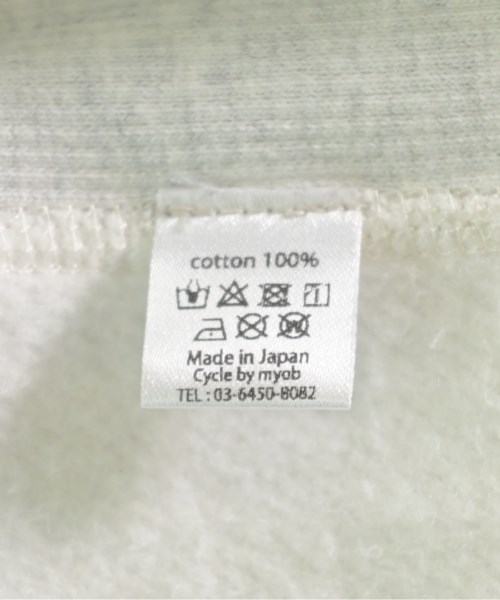 cotton 100%
Made in Japan
Cycle by myob
TEL : 03-6450-8082